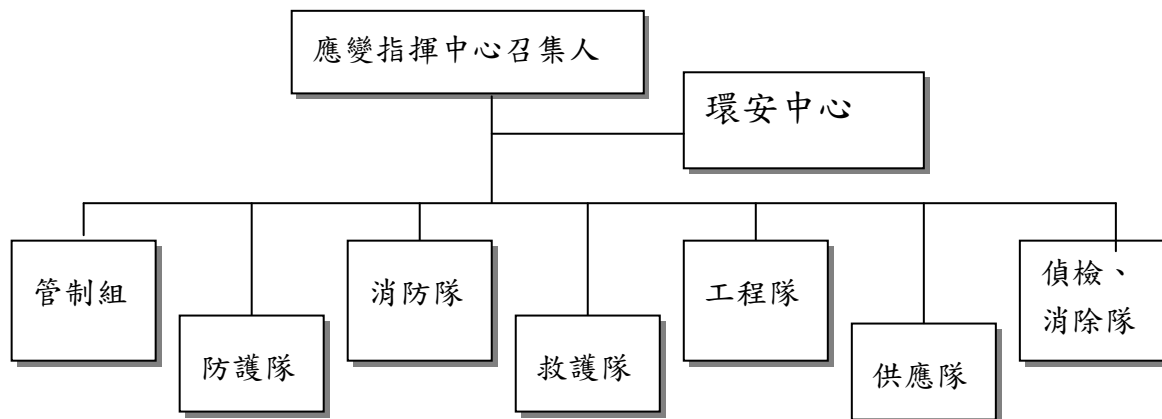 應變指揮中心召集人
環安中心
管制組
防護隊
消防隊
救護隊
工程隊
供應隊
偵檢、
消除隊